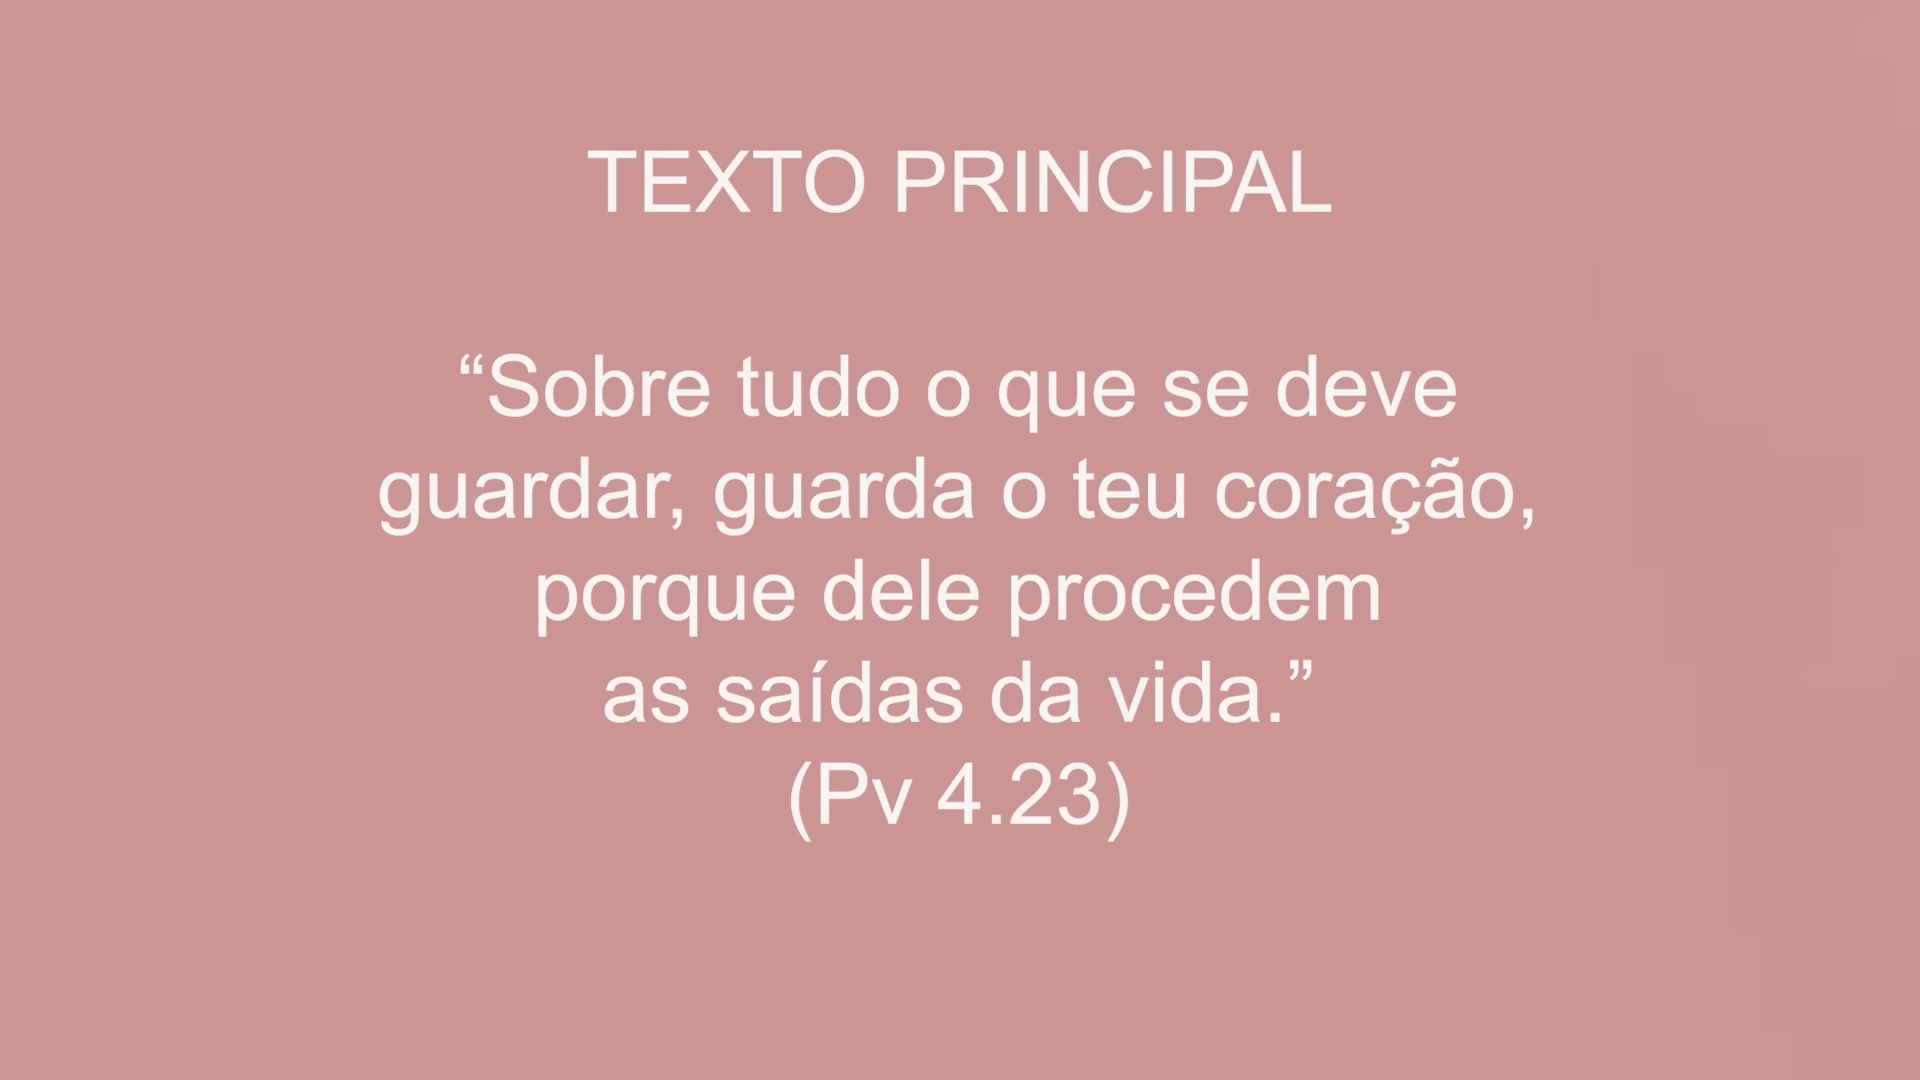 TEXTO PRINCIPAL
“Sobre tudo o que se deve
guardar, guarda o teu coração,
porque dele procedem
as saídas da vida.”
(Pv 4.23)